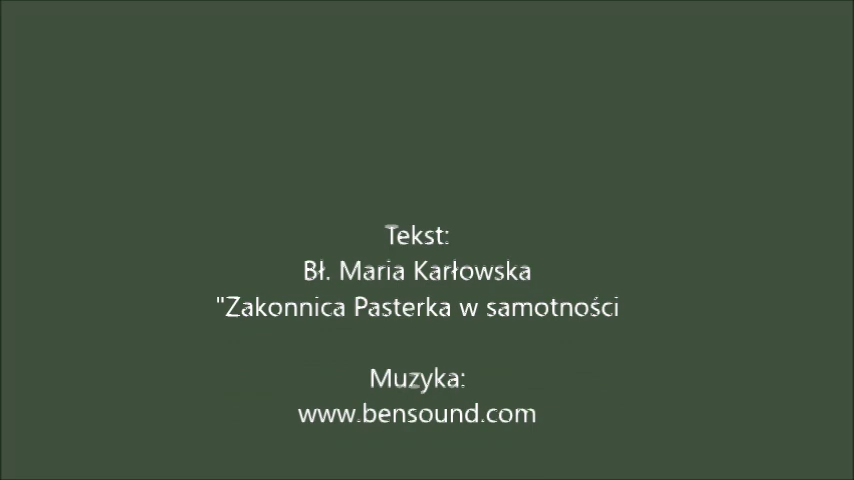 Tekst:
Bł. Maria Karłowska
"Zakonnica Pasterka w samotności
Muzyka:
www.bensound.com